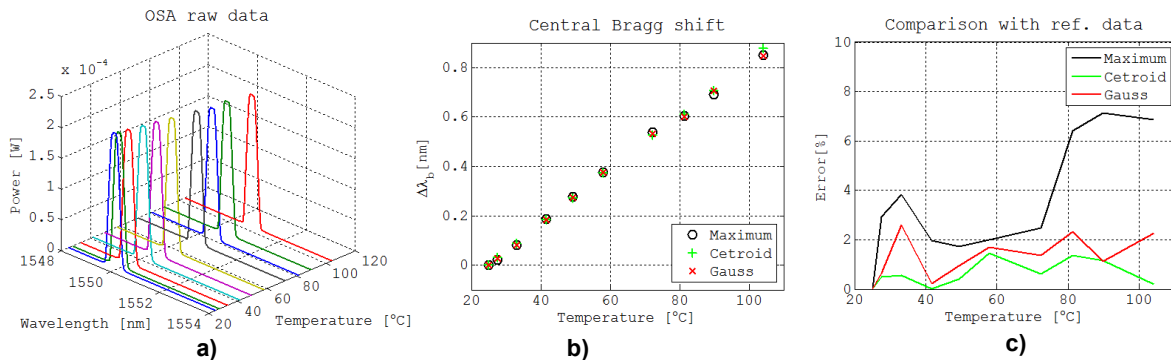 OSA raw data
x 10⁻⁴
2.5
2
1.5
1
0.5
0
Power [W]
1548
1550
1552
1554
Wavelength [nm]
20
40
60
80
100
120
Temperature [°C]
a)
Central Bragg shift
0.8
0.6
0.4
0.2
0.0
Δλb[nm]
20
40
60
80
100
Temperature [°C]
Maximum
Cetroid
Gauss
b)
Comparison with ref. data
10
8
6
4
2
0
Error[%]
20
40
60
80
100
Temperature [°C]
Maximum
Cetroid
Gauss
c)